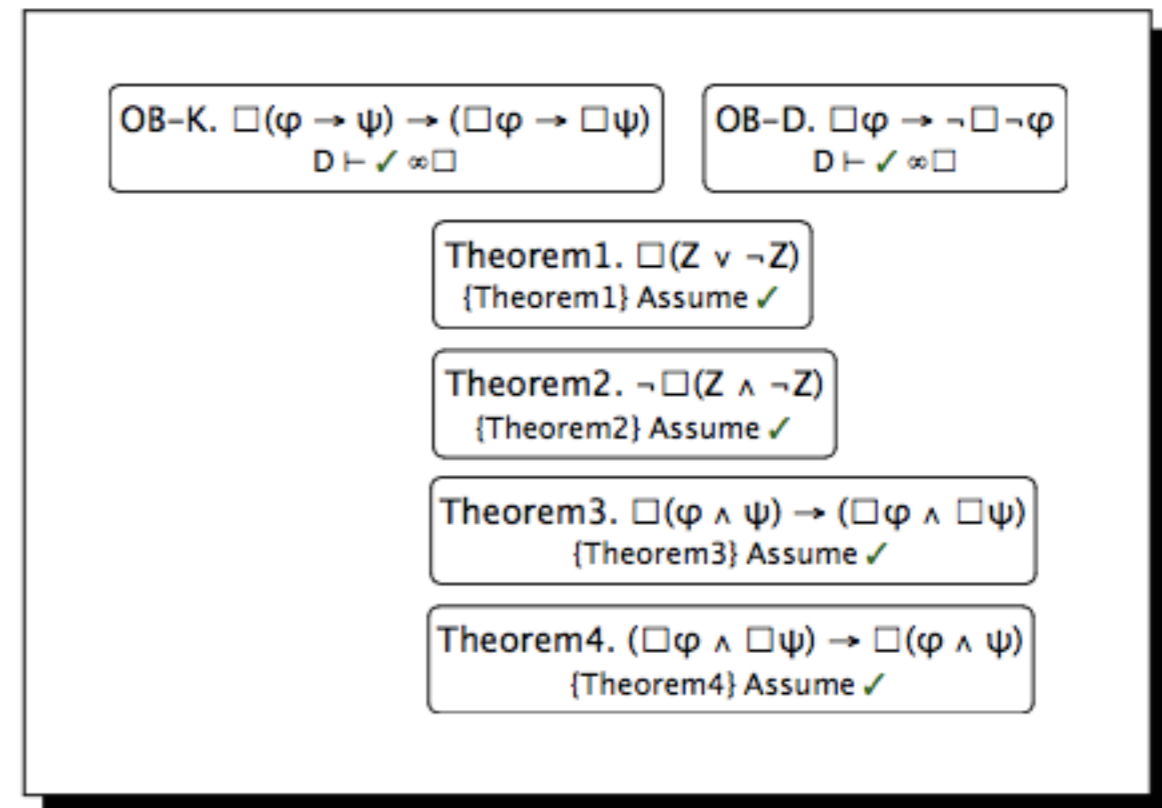 OB–K. □(φ → ψ) → (□φ → □ψ)
D ⊢ ✓ ∞□
OB–D. □φ → ¬□¬φ
D ⊢ ✓ ∞□
Theorem1. □(Z ∨ ¬Z)
{Theorem1} Assume ✓
Theorem2. ¬□(Z ∧ ¬Z)
{Theorem2} Assume ✓
Theorem3. □(φ ∧ ψ) → (□φ ∧ □ψ)
{Theorem3} Assume ✓
Theorem4. (□φ ∧ □ψ) → □(φ ∧ ψ)
{Theorem4} Assume ✓